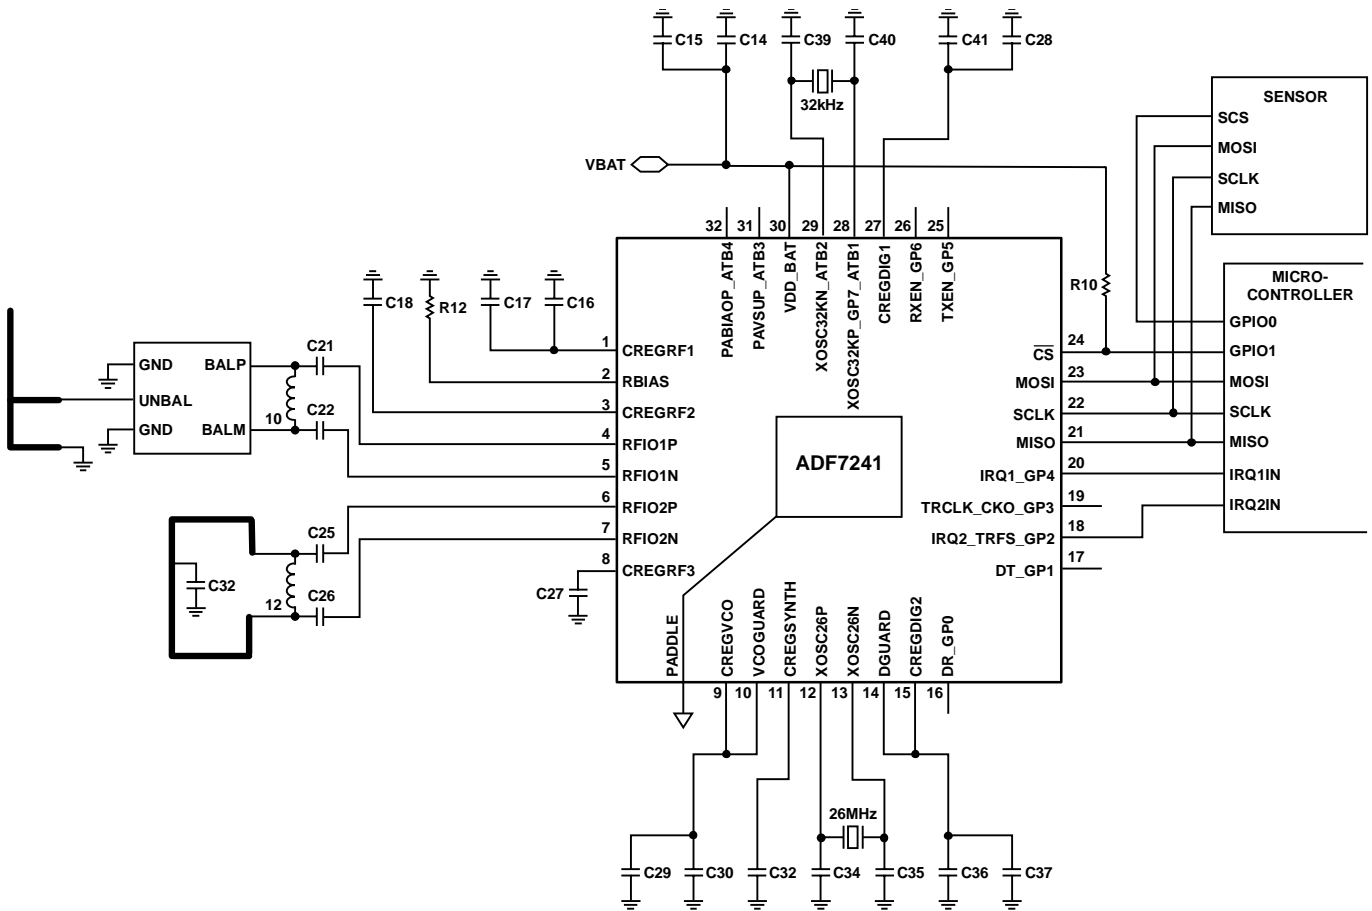 C15 C14 C39 C40 C41 C28
32kHz
SENSOR
SCS
MOSI
SCLK
MISO
VBAT
32 31 30 29 28 27 26 25
PABIAOP_ATB4
PAVSUP_ATB3
VDD_BAT
XOSC32KN_ATB2
XOSC32KP_GP7_ATB1
CREGDIG1
RXEN_GP6
TXEN_GP5
R10
MICRO-
CONTROLLER
GPIO0
GPIO1
MOSI
SCLK
MISO
IRQ1IN
IRQ2IN
C18 R12 C17 C16
C21
GND BALP
UNBAL
GND BALM
10
C22
C25
C32
12
C26
C27
1 CREGRF1
2 RBIAS
3 CREGRF2
4 RFIO1P
5 RFIO1N
6 RFIO2P
7 RFIO2N
8 CREGRF3
ADF7241
CS 24
MOSI 23
SCLK 22
MISO 21
IRQ1_GP4 20
TRCLK_CKO_GP3 19
IRQ2_TRFS_GP2 18
DT_GP1 17
PADDLE
CREGVCO
VCOGUARD
CREGSYNTH
XOSC26P
XOSC26N
DGUARD
CREGDIG2
DR_GP0
9 10 11 12 13 14 15 16
26MHz
C29 C30 C32 C34 C35 C36 C37